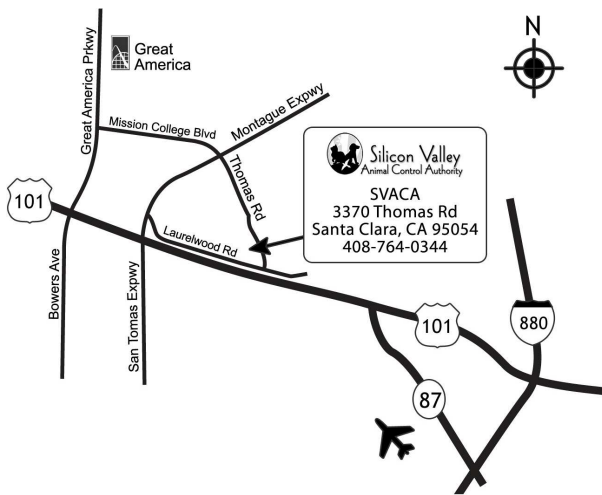 N
Great America Prkwy
Great
America
Mission College Blvd
Montague Expwy
Thomas Rd
Silicon Valley
Animal Control Authority
SVACA
3370 Thomas Rd
Santa Clara, CA 95054
408-764-0344
101
Laurelwood Rd
Bowers Ave
San Tomas Expwy
101
880
87